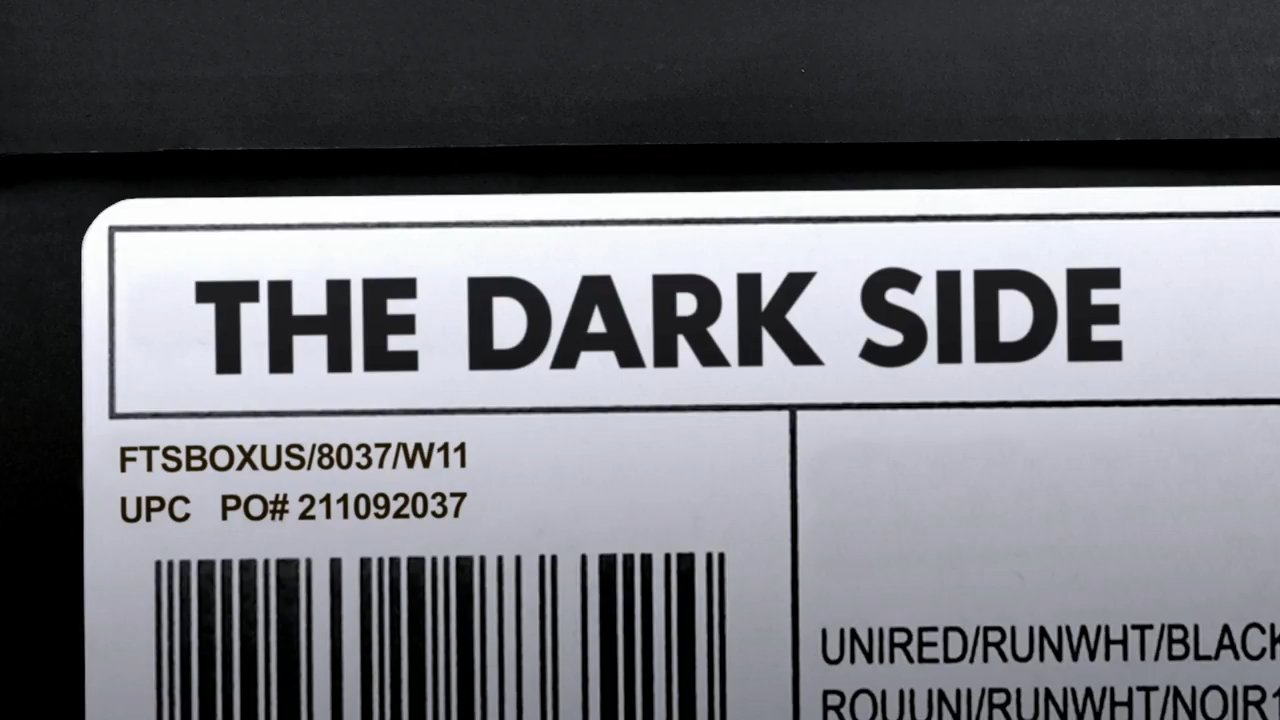 THE DARK SIDE
FTSBOXUS/8037/W11
UPC PO# 211092037
UNIRED/RUNWHT/BLACK
ROUUNI/RUNWHT/NOIR1